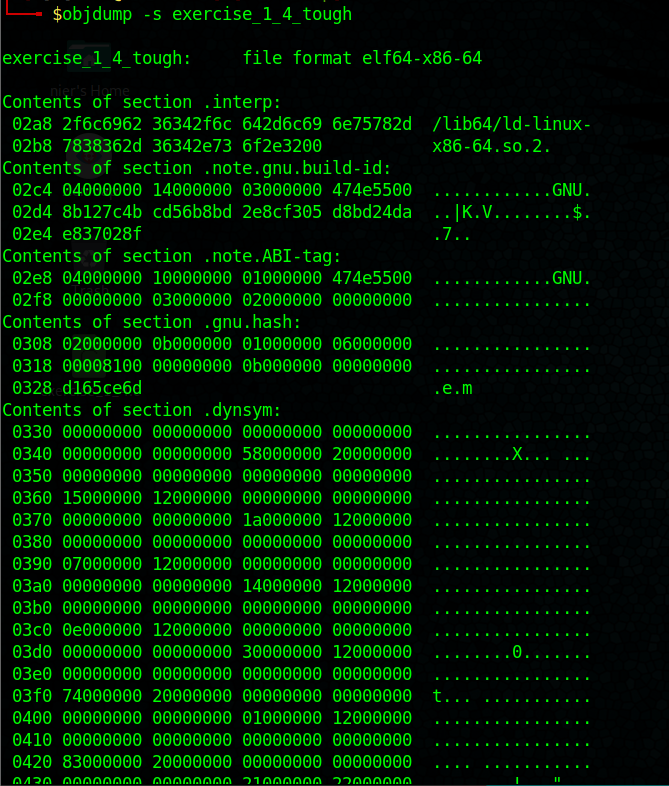 $objdump -s exercise_1_4_tough
exercise_1_4_tough:     file format elf64-x86-64
nier's Home
Contents of section .interp:
 02a8 2f6c6962 36342f6c 642d6c69 6e75782d  /lib64/ld-linux-
 02b8 7838362d 36342e73 6f2e3200           x86-64.so.2.
Contents of section .note.gnu.build-id:
 02c4 04000000 14000000 03000000 474e5500  ............GNU.
 02d4 8b127c4b cd56b8bd 2e8cf305 d8bd24da  ..|K.V........$.
 02e4 e837028f                             .7..
Contents of section .note.ABI-tag:
 02e8 04000000 10000000 01000000 474e5500  ............GNU.
 02f8 00000000 03000000 02000000 00000000  ................
Contents of section .gnu.hash:
 0308 02000000 0b000000 01000000 06000000  ................
 0318 00008100 00000000 0b000000 00000000  ................
 0328 d165ce6d                             .e.m
Contents of section .dynsym:
 0330 00000000 00000000 00000000 00000000  ................
 0340 00000000 00000000 58000000 20000000  ........X... ...
 0350 00000000 00000000 00000000 00000000  ................
 0360 15000000 12000000 00000000 00000000  ................
 0370 00000000 00000000 1a000000 12000000  ................
 0380 00000000 00000000 00000000 00000000  ................
 0390 07000000 12000000 00000000 00000000  ................
 03a0 00000000 00000000 14000000 12000000  ................
 03b0 00000000 00000000 00000000 00000000  ................
 03c0 0e000000 12000000 00000000 00000000  ................
 03d0 00000000 00000000 30000000 12000000  ........0.......
 03e0 00000000 00000000 00000000 00000000  ................
 03f0 74000000 20000000 00000000 00000000  t... ...........
 0400 00000000 00000000 01000000 12000000  ................
 0410 00000000 00000000 00000000 00000000  ................
 0420 83000000 20000000 00000000 00000000  .... ...........
 0430 00000000 00000000 21000000 22000000  ........!..."...